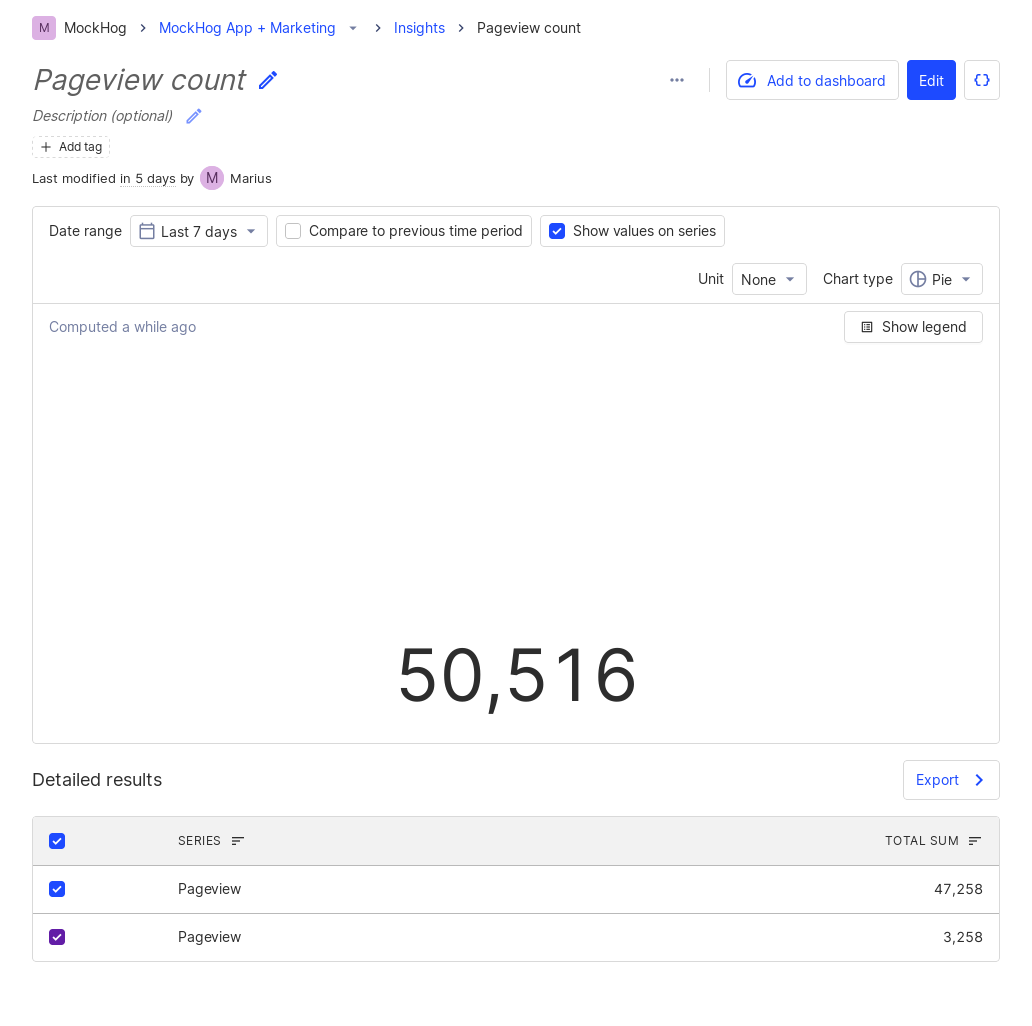 M MockHog MockHog App + Marketing Insights Pageview count
Pageview count
Add to dashboard Edit
Description (optional)
Add tag
Last modified in 5 days by M Marius
Date range Last 7 days Compare to previous time period Show values on series
Unit None Chart type Pie
Computed a while ago Show legend
50,516
Detailed results Export
SERIES TOTAL SUM
Pageview 47,258
Pageview 3,258